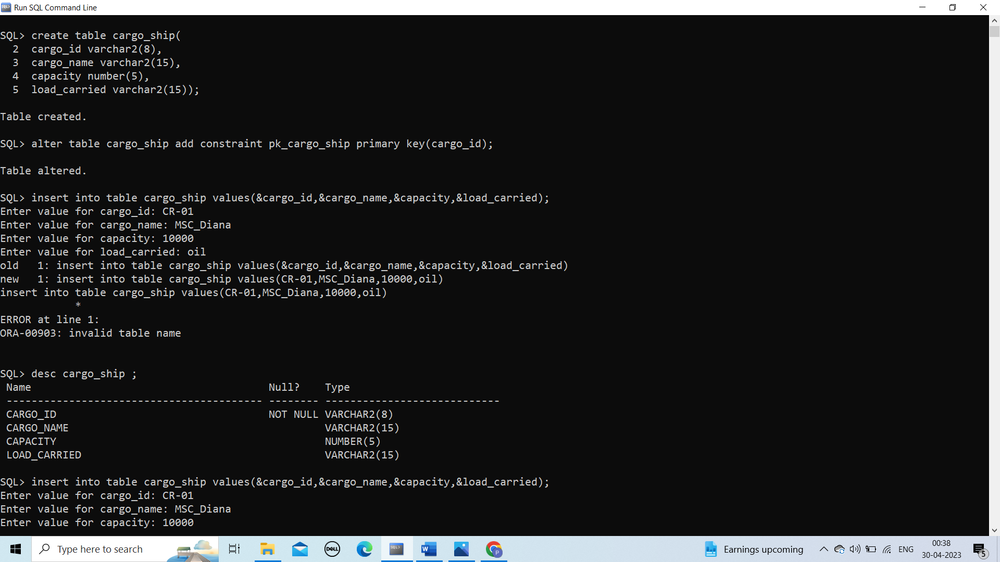 Run SQL Command Line
SQL> create table cargo_ship(
  2  cargo_id varchar2(8),
  3  cargo_name varchar2(15),
  4  capacity number(5),
  5  load_carried varchar2(15));
Table created.
SQL> alter table cargo_ship add constraint pk_cargo_ship primary key(cargo_id);
Table altered.
SQL> insert into table cargo_ship values(&cargo_id,&cargo_name,&capacity,&load_carried);
Enter value for cargo_id: CR-01
Enter value for cargo_name: MSC_Diana
Enter value for capacity: 10000
Enter value for load_carried: oil
old   1: insert into table cargo_ship values(&cargo_id,&cargo_name,&capacity,&load_carried)
new   1: insert into table cargo_ship values(CR-01,MSC_Diana,10000,oil)
insert into table cargo_ship values(CR-01,MSC_Diana,10000,oil)
            *
ERROR at line 1:
ORA-00903: invalid table name
SQL> desc cargo_ship ;
 Name                                      Null?    Type
 ----------------------------------------- -------- ----------------------------
 CARGO_ID                                  NOT NULL VARCHAR2(8)
 CARGO_NAME                                         VARCHAR2(15)
 CAPACITY                                           NUMBER(5)
 LOAD_CARRIED                                       VARCHAR2(15)
SQL> insert into table cargo_ship values(&cargo_id,&cargo_name,&capacity,&load_carried);
Enter value for cargo_id: CR-01
Enter value for cargo_name: MSC_Diana
Enter value for capacity: 10000
Type here to search
DELL
SQL>
W
P
Earnings upcoming
ENG
00:38
30-04-2023
5